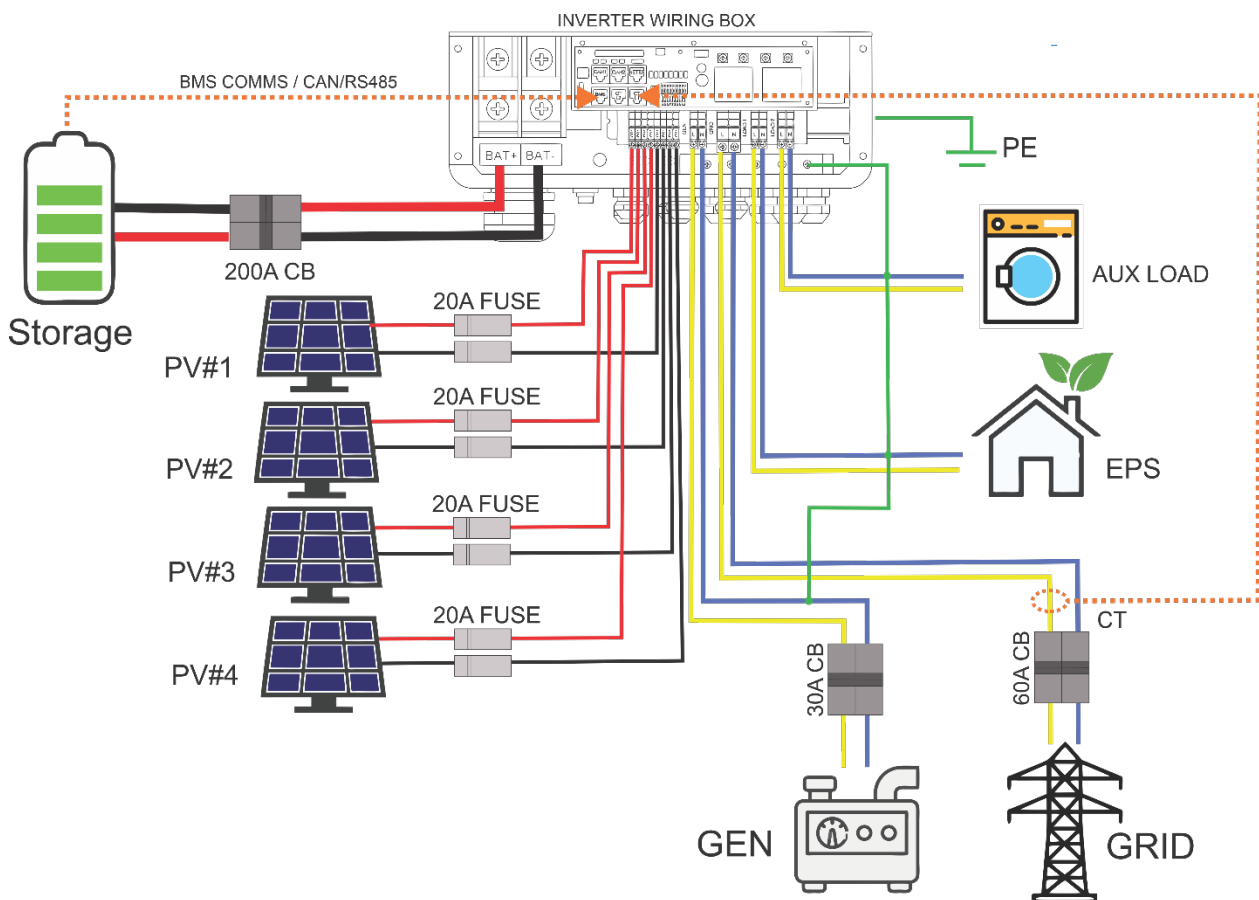 INVERTER WIRING BOX
BMS COMMS / CAN/RS485
BAT+ BAT-
PE
200A CB
Storage
AUX LOAD
20A FUSE
PV#1
20A FUSE
PV#2
EPS
20A FUSE
PV#3
20A FUSE
PV#4
CT
30A CB
60A CB
GEN
GRID
L N L N L N L N